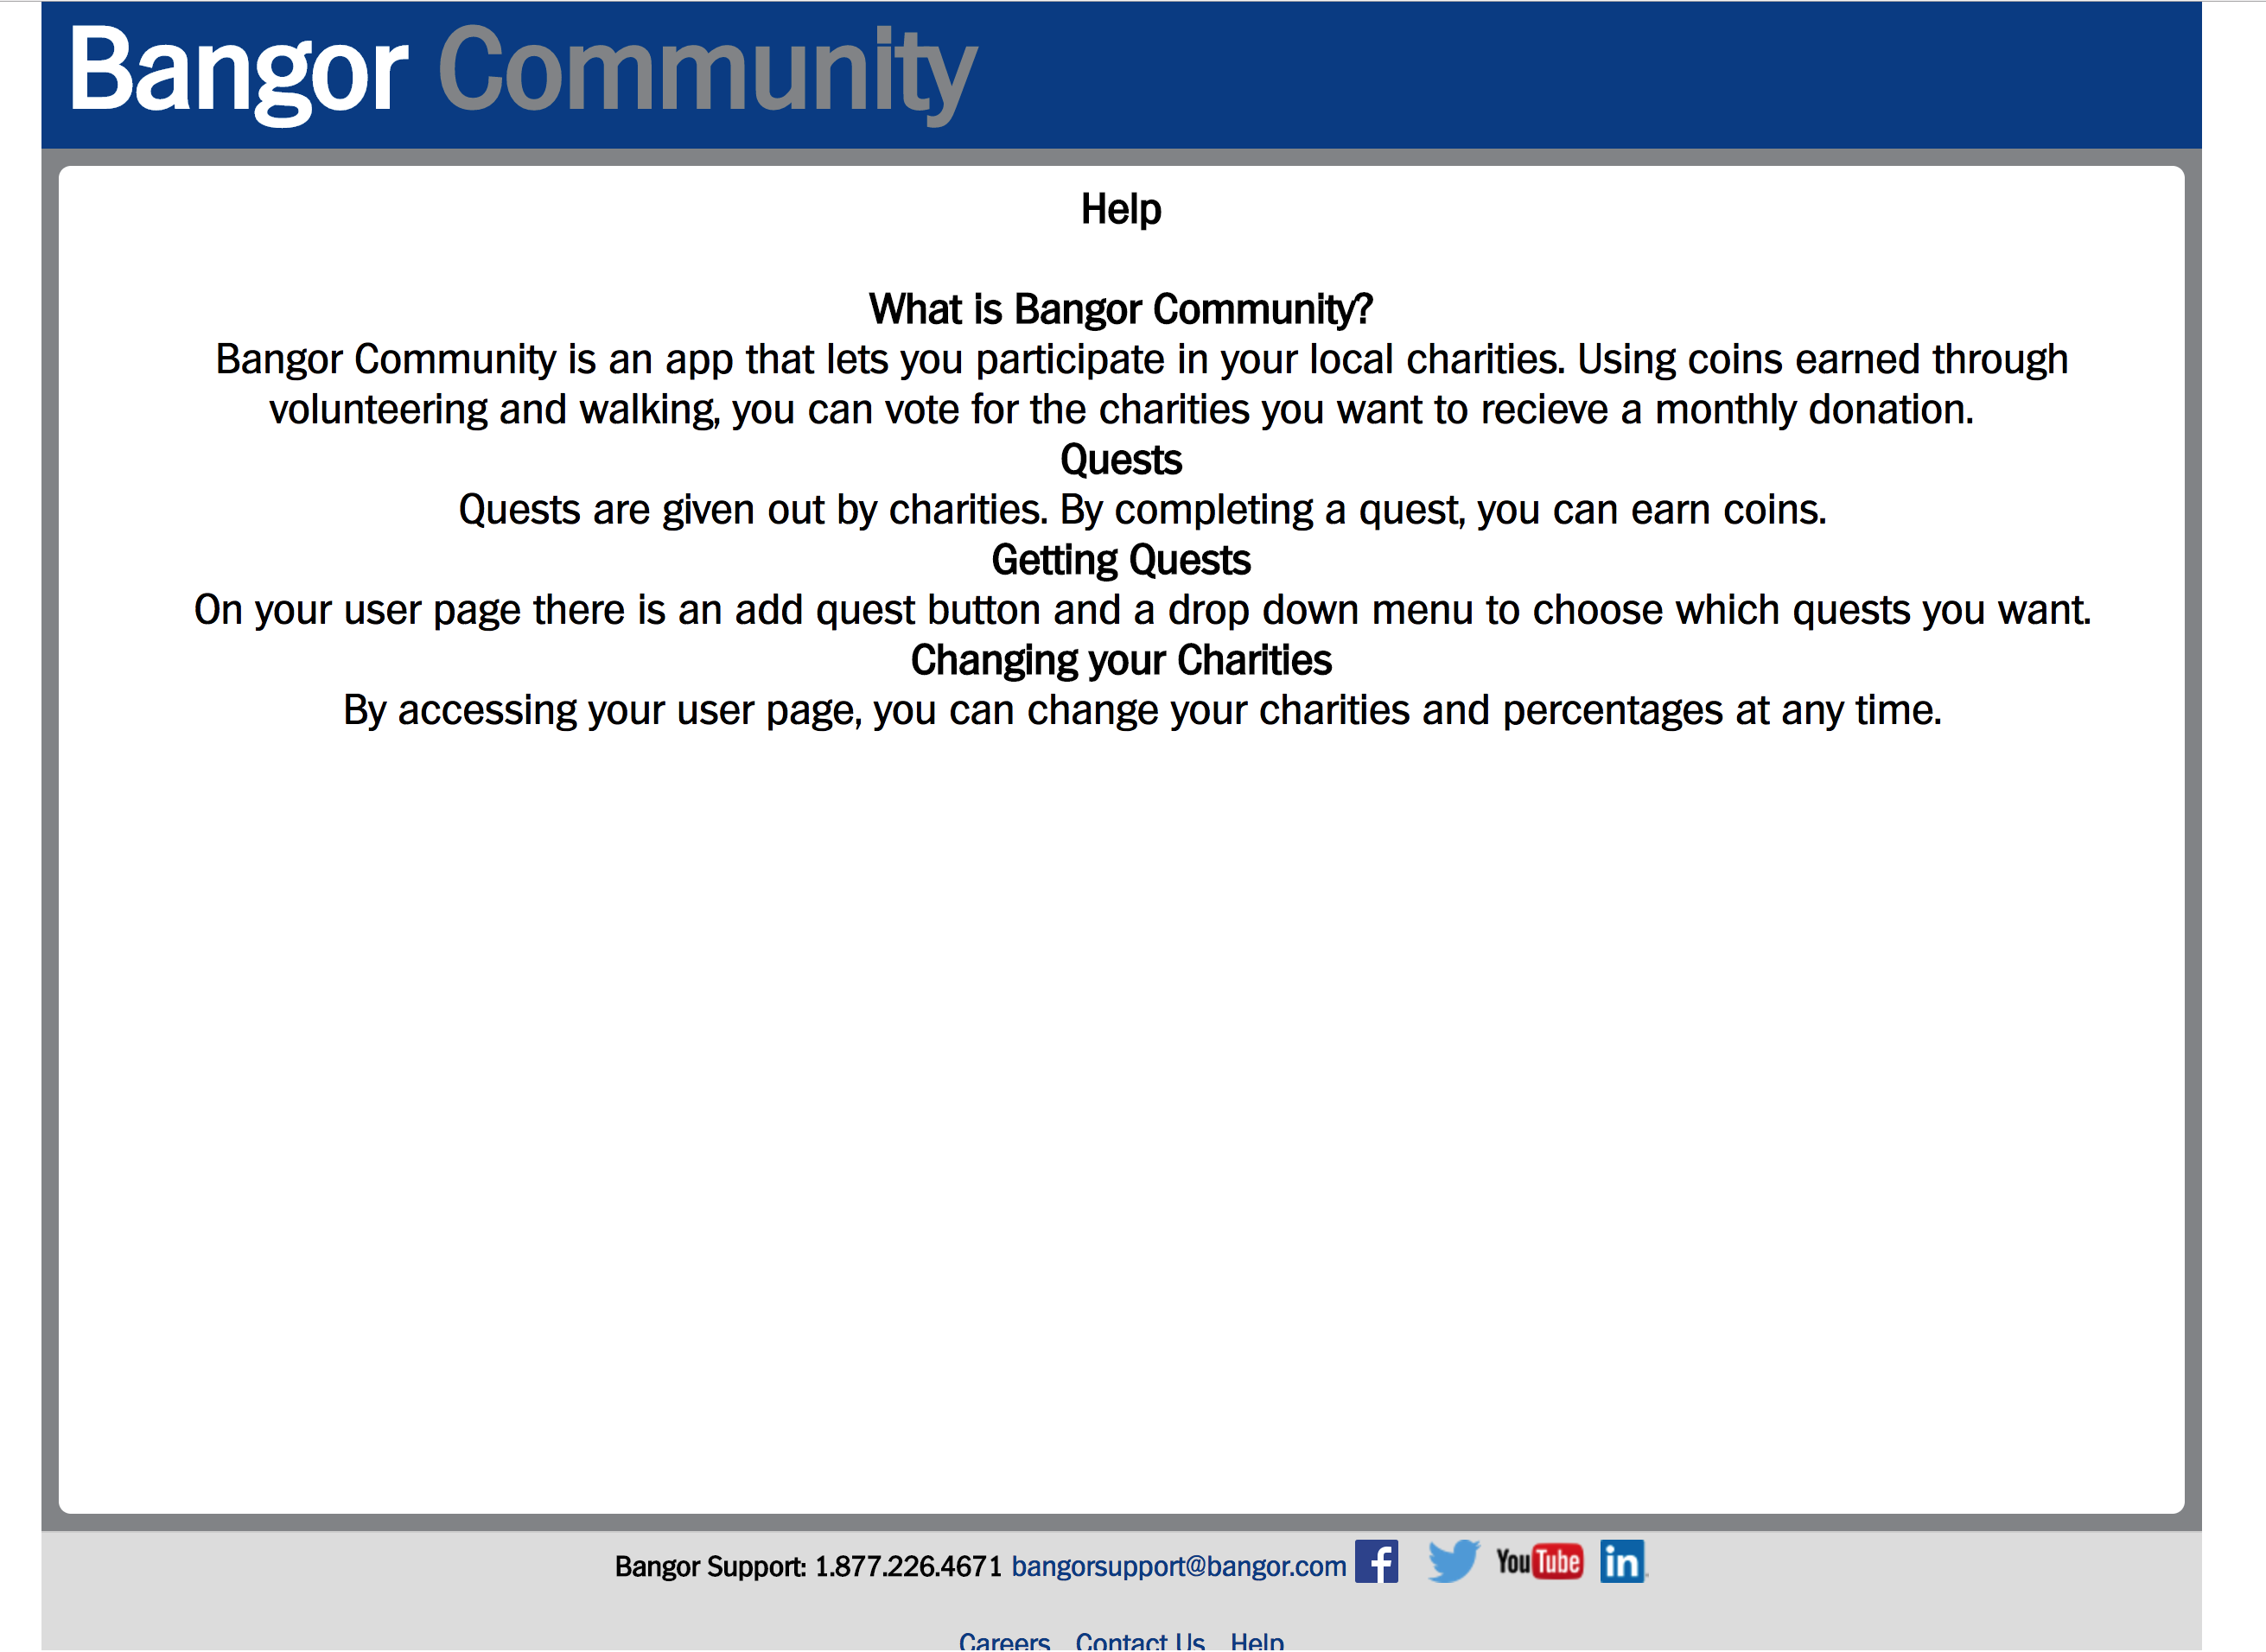 Bangor Community
Help
What is Bangor Community?
Bangor Community is an app that lets you participate in your local charities. Using coins earned through
volunteering and walking, you can vote for the charities you want to recieve a monthly donation.
Quests
Quests are given out by charities. By completing a quest, you can earn coins.
Getting Quests
On your user page there is an add quest button and a drop down menu to choose which quests you want.
Changing your Charities
By accessing your user page, you can change your charities and percentages at any time.
Bangor Support: 1.877.226.4671 bangorsupport@bangor.com f YouTube in
Careers Contact Us Help